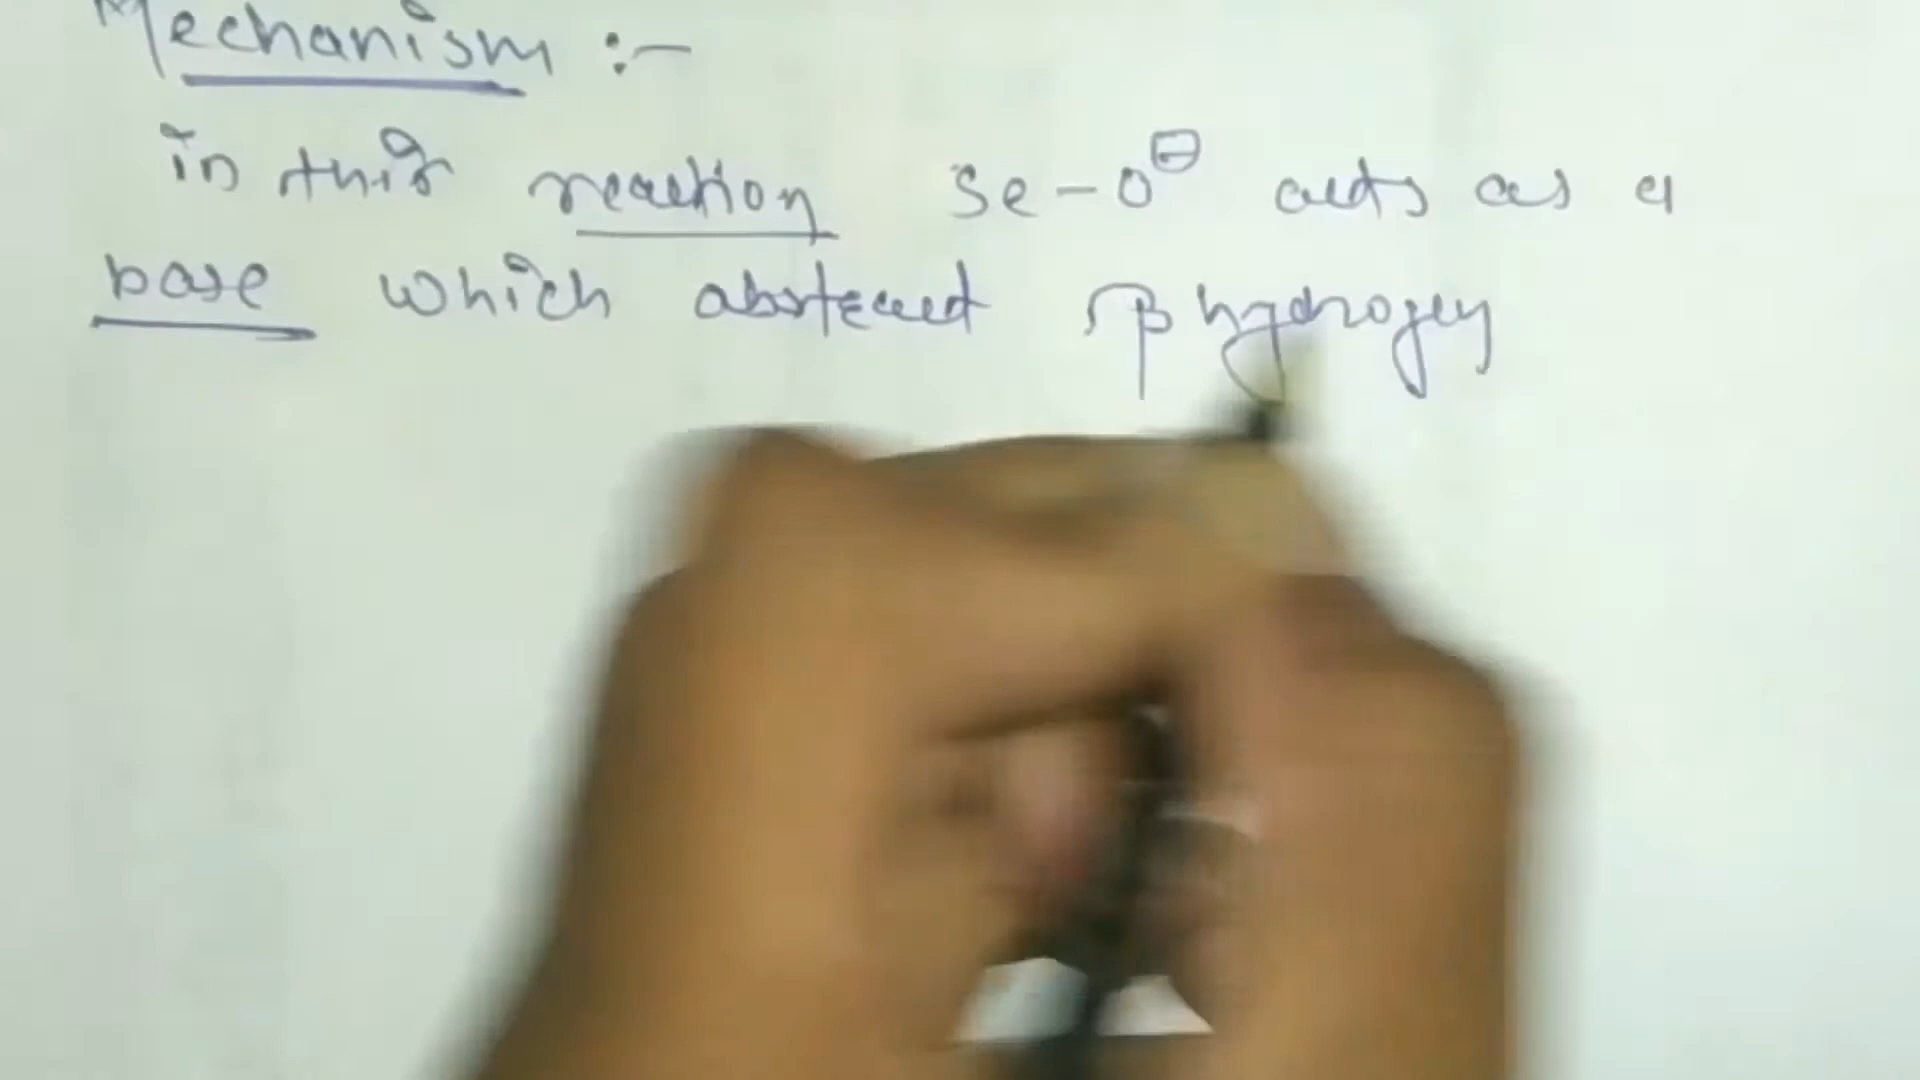 Mechanism :-
in this reaction Se-O⊖ acts as a
base which abstract β hydrogen